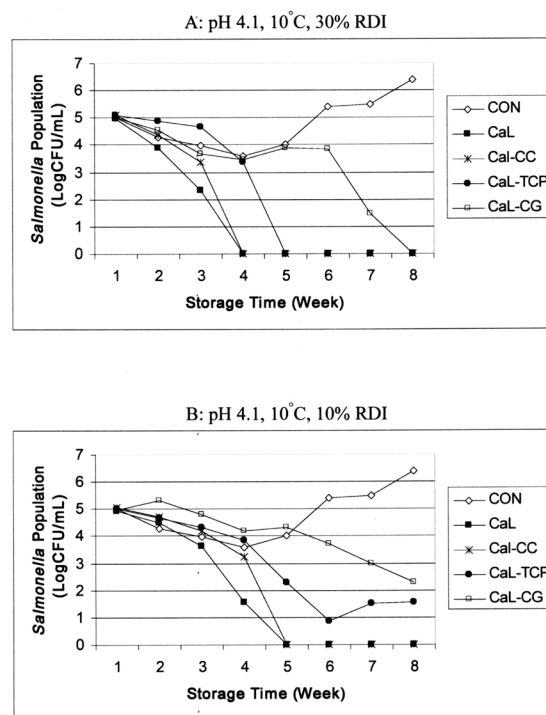 A: pH 4.1, 10°C, 30% RDI
Salmonella Population
(LogCFU/mL)
7
6
5
4
3
2
1
0
1 2 3 4 5 6 7 8
Storage Time (Week)
CON
CaL
Cal-CC
CaL-TCP
CaL-CG
B: pH 4.1, 10°C, 10% RDI
Salmonella Population
(LogCFU/mL)
7
6
5
4
3
2
1
0
1 2 3 4 5 6 7 8
Storage Time (Week)
CON
CaL
Cal-CC
CaL-TCP
CaL-CG